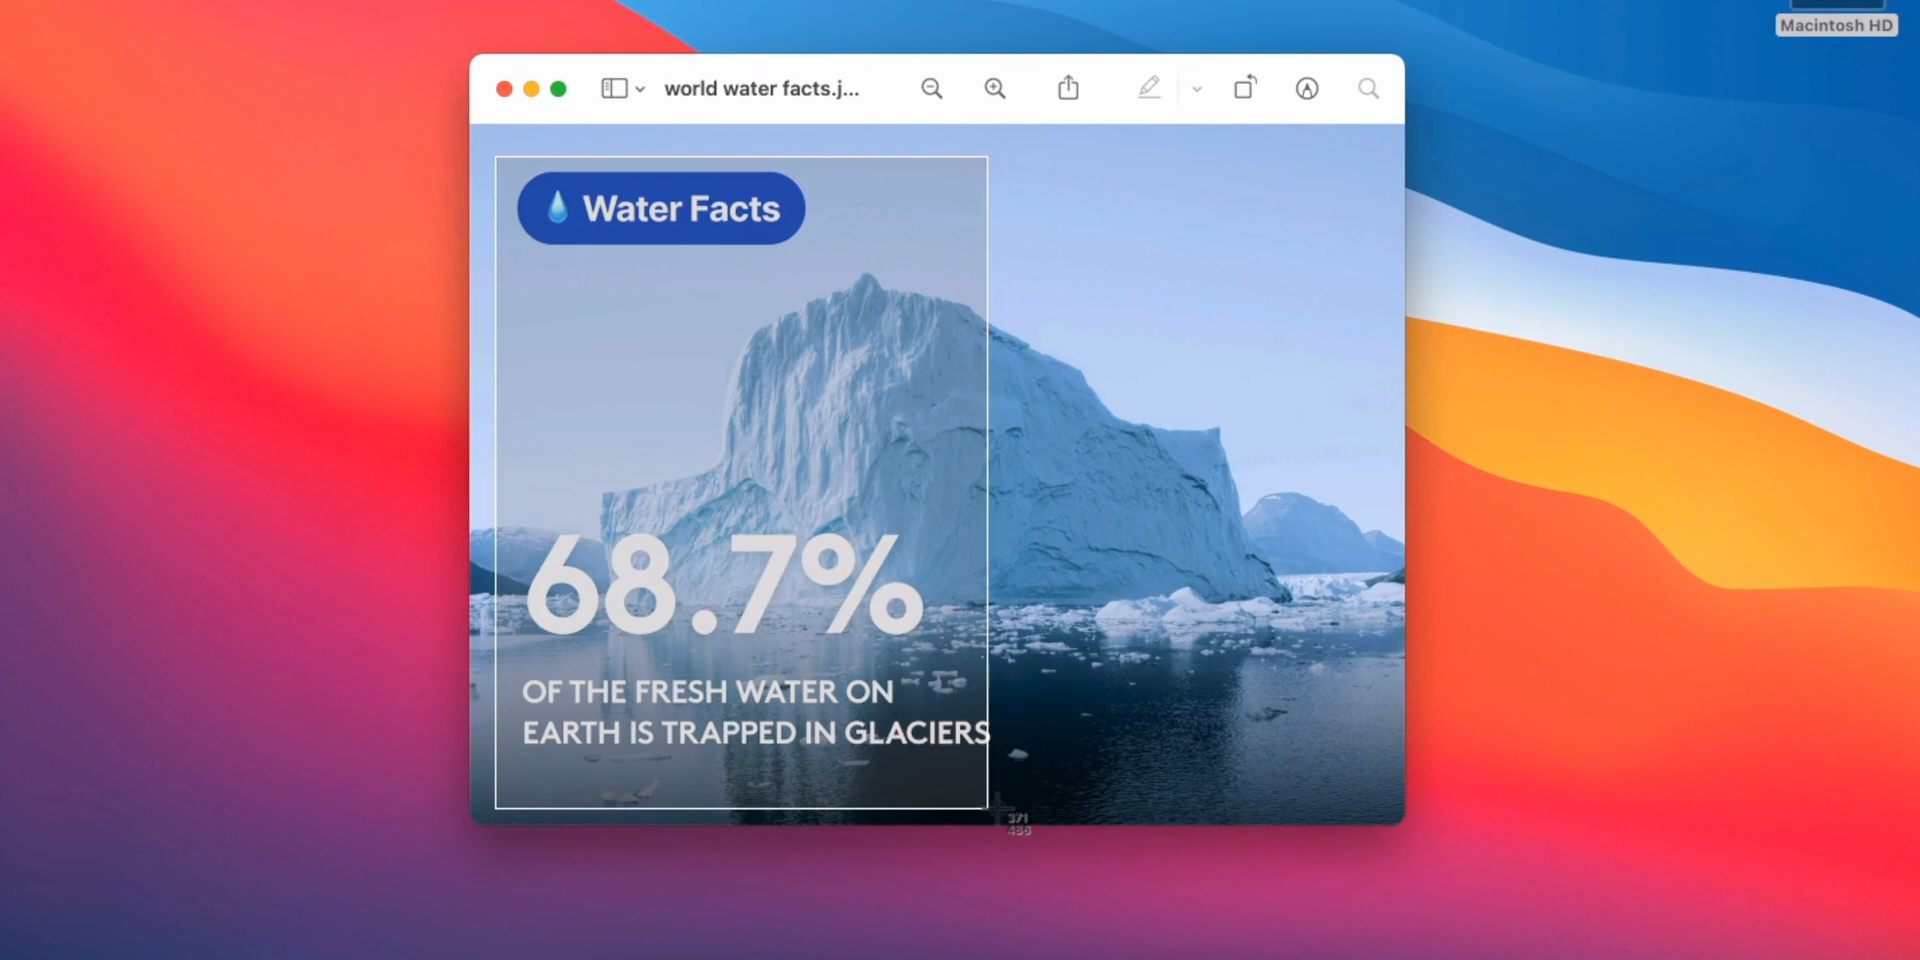 Macintosh HD
world water facts.j...
💧 Water Facts
68.7%
OF THE FRESH WATER ON
EARTH IS TRAPPED IN GLACIERS
371
486